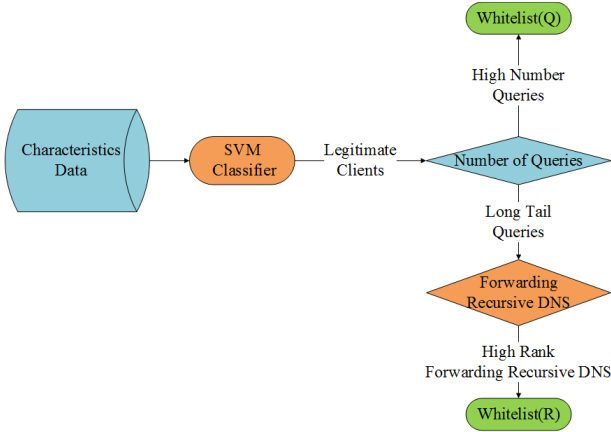 Whitelist(Q)
High Number
Queries
Characteristics
Data
SVM
Classifier
Legitimate
Clients
Number of Queries
Long Tail
Queries
Forwarding
Recursive DNS
High Rank
Forwarding Recursive DNS
Whitelist(R)